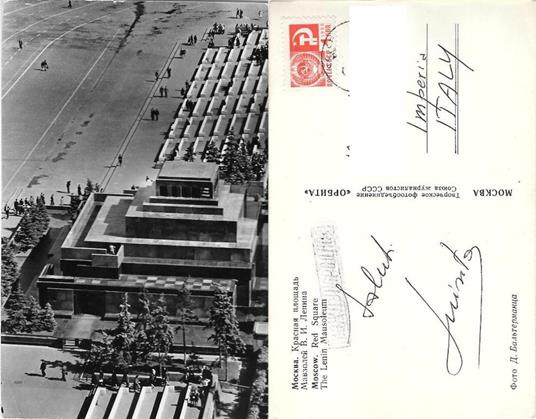 Imperia
ITALY
МОСКВА
Творческое фотообъединение «ОРБИТА»
Союза журналистов СССР
Saluti
Москва. Красная площадь
Мавзолей В. И. Ленина
Moscow. Red Square
The Lenin Mausoleum
Фото Д. Бальтерманца